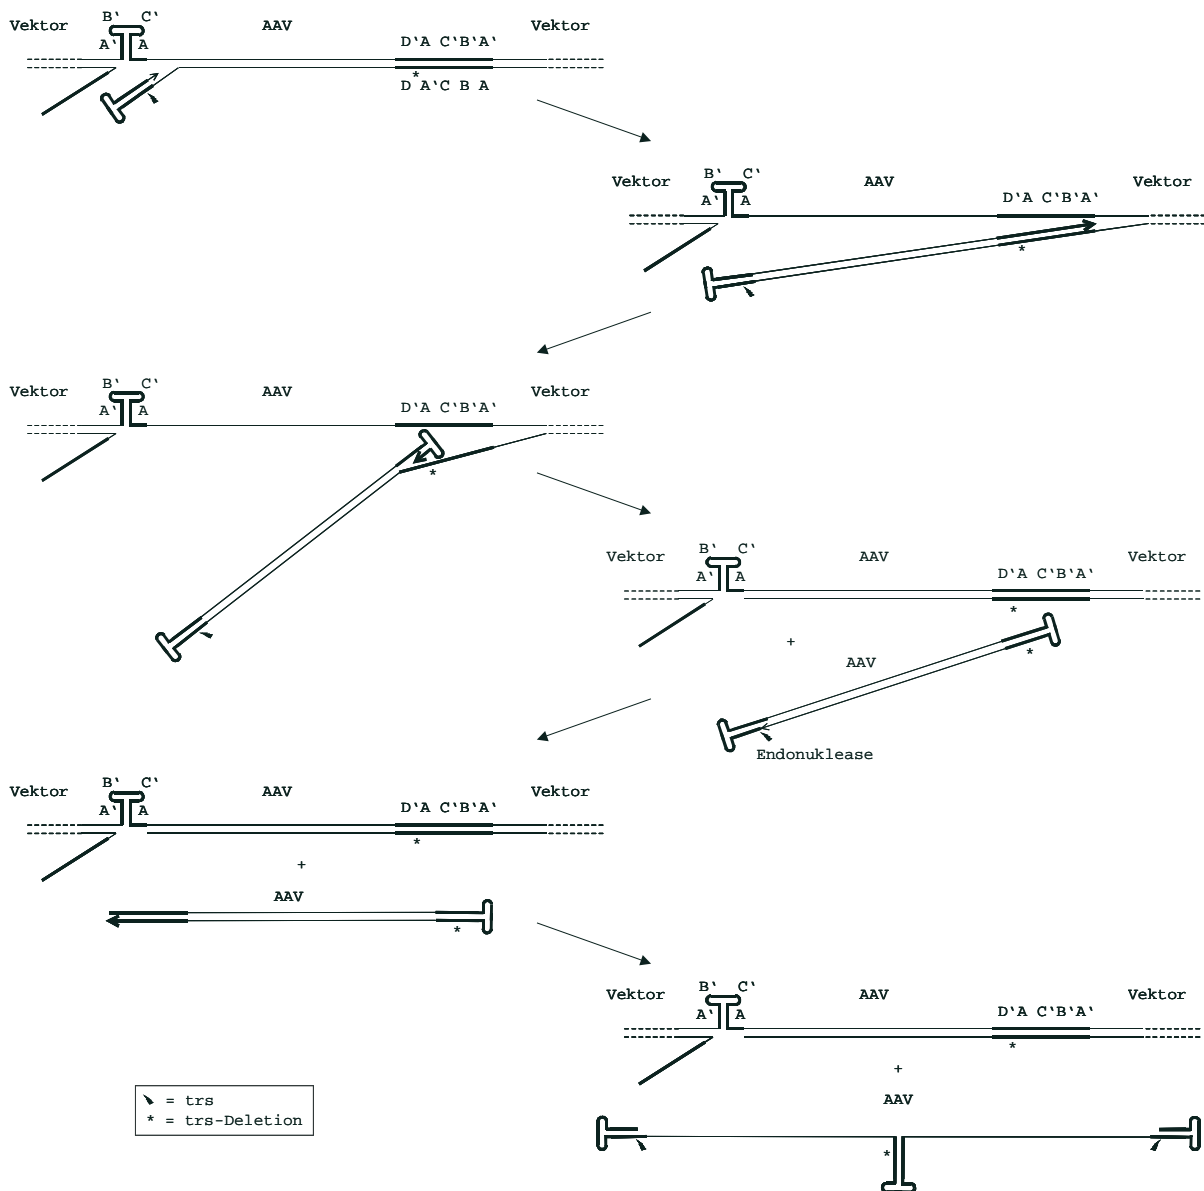 B' C'
Vektor AAV Vektor
A' A D'A C'B'A'
*
D A'C B A
B' C'
Vektor AAV Vektor
A' A D'A C'B'A'
*
B' C'
Vektor AAV Vektor
A' A D'A C'B'A'
*
B' C'
Vektor AAV Vektor
A' A D'A C'B'A'
*
+
AAV
*
Endonuklease
B' C'
Vektor AAV Vektor
A' A D'A C'B'A'
*
+
AAV
*
B' C'
Vektor AAV Vektor
A' A D'A C'B'A'
*
+
AAV
*
= trs
* = trs-Deletion